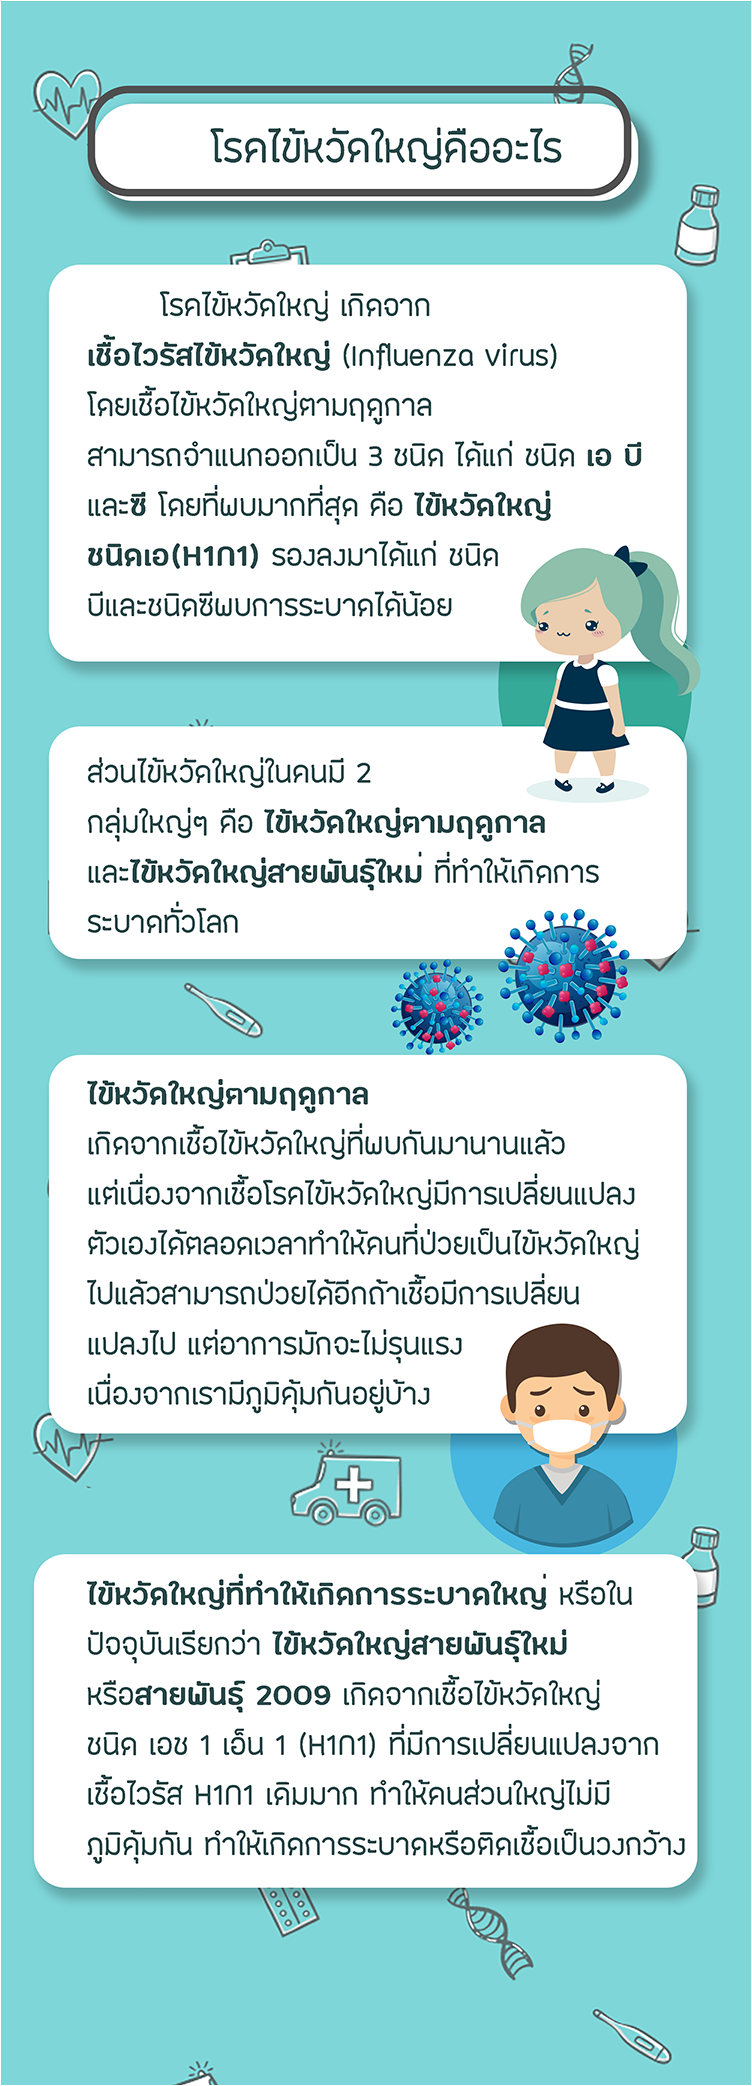 โรคไข้หวัดใหญ่คืออะไร
โรคไข้หวัดใหญ่ เกิดจาก
เชื้อไวรัสไข้หวัดใหญ่ (Influenza virus)
โดยเชื้อไข้หวัดใหญ่ตามฤดูกาล
สามารถจำแนกออกเป็น 3 ชนิด ได้แก่ ชนิด เอ บี
และซี โดยที่พบมากที่สุด คือ ไข้หวัดใหญ่
ชนิดเอ(H1N1) รองลงมาได้แก่ ชนิด
บีและชนิดซีพบการระบาดได้น้อย
ส่วนไข้หวัดใหญ่ในคนมี 2
กลุ่มใหญ่ๆ คือ ไข้หวัดใหญ่ตามฤดูกาล
และไข้หวัดใหญ่สายพันธุ์ใหม่ ที่ทำให้เกิดการ
ระบาดทั่วโลก
ไข้หวัดใหญ่ตามฤดูกาล
เกิดจากเชื้อไข้หวัดใหญ่ที่พบกันมานานแล้ว
แต่เนื่องจากเชื้อโรคไข้หวัดใหญ่มีการเปลี่ยนแปลง
ตัวเองได้ตลอดเวลาทำให้คนที่ป่วยเป็นไข้หวัดใหญ่
ไปแล้วสามารถป่วยได้อีกถ้าเชื้อมีการเปลี่ยน
แปลงไป แต่อาการมักจะไม่รุนแรง
เนื่องจากเรามีภูมิคุ้มกันอยู่บ้าง
ไข้หวัดใหญ่ที่ทำให้เกิดการระบาดใหญ่ หรือใน
ปัจจุบันเรียกว่า ไข้หวัดใหญ่สายพันธุ์ใหม่
หรือสายพันธุ์ 2009 เกิดจากเชื้อไข้หวัดใหญ่
ชนิด เอช 1 เอ็น 1 (H1N1) ที่มีการเปลี่ยนแปลงจาก
เชื้อไวรัส H1N1 เดิมมาก ทำให้คนส่วนใหญ่ไม่มี
ภูมิคุ้มกัน ทำให้เกิดการระบาดหรือติดเชื้อเป็นวงกว้าง